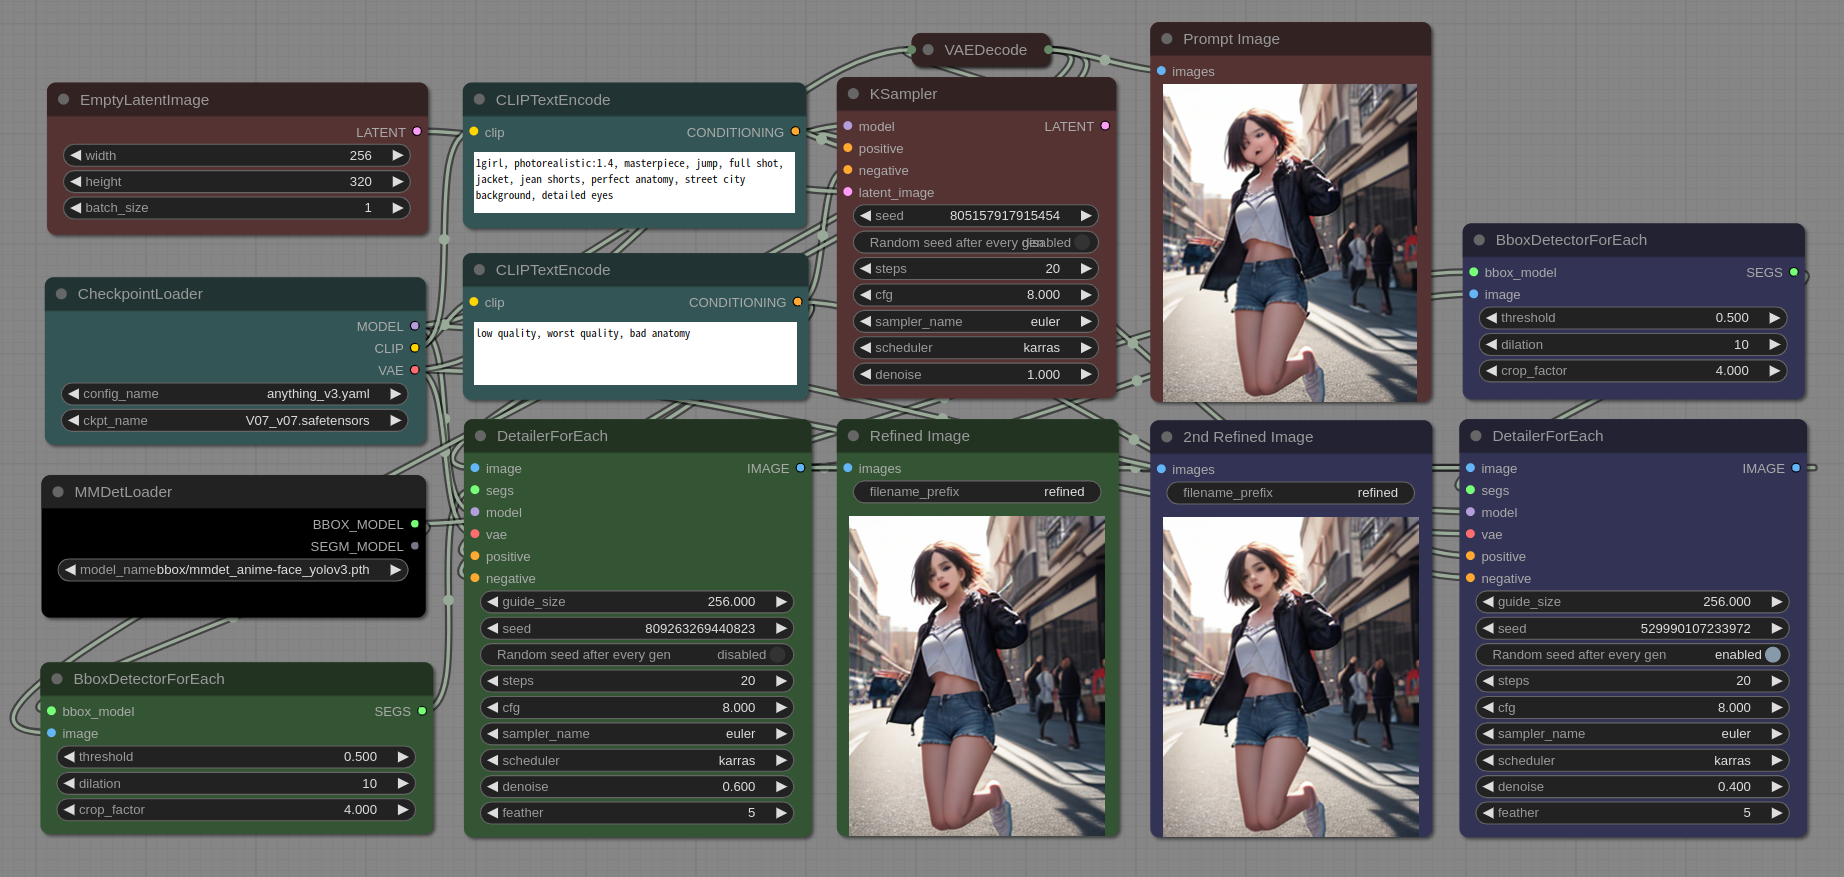 EmptyLatentImage
LATENT
width 256
height 320
batch_size 1
CheckpointLoader
MODEL
CLIP
VAE
config_name anything_v3.yaml
ckpt_name V07_v07.safetensors
MMDetLoader
BBOX_MODEL
SEGM_MODEL
model_name bbox/mmdet_anime-face_yolov3.pth
BboxDetectorForEach
bbox_model SEGS
image
threshold 0.500
dilation 10
crop_factor 4.000
CLIPTextEncode
clip CONDITIONING
1girl, photorealistic:1.4, masterpiece, jump, full shot,
jacket, jean shorts, perfect anatomy, street city
background, detailed eyes
CLIPTextEncode
clip CONDITIONING
low quality, worst quality, bad anatomy
DetailerForEach
image IMAGE
segs
model
vae
positive
negative
guide_size 256.000
seed 809263269440823
Random seed after every gen disabled
steps 20
cfg 8.000
sampler_name euler
scheduler karras
denoise 0.600
feather 5
VAEDecode
KSampler
model LATENT
positive
negative
latent_image
seed 805157917915454
Random seed after every gen disabled
steps 20
cfg 8.000
sampler_name euler
scheduler karras
denoise 1.000
Refined Image
images
filename_prefix refined
Prompt Image
images
2nd Refined Image
images
filename_prefix refined
BboxDetectorForEach
bbox_model SEGS
image
threshold 0.500
dilation 10
crop_factor 4.000
DetailerForEach
image IMAGE
segs
model
vae
positive
negative
guide_size 256.000
seed 529990107233972
Random seed after every gen enabled
steps 20
cfg 8.000
sampler_name euler
scheduler karras
denoise 0.400
feather 5